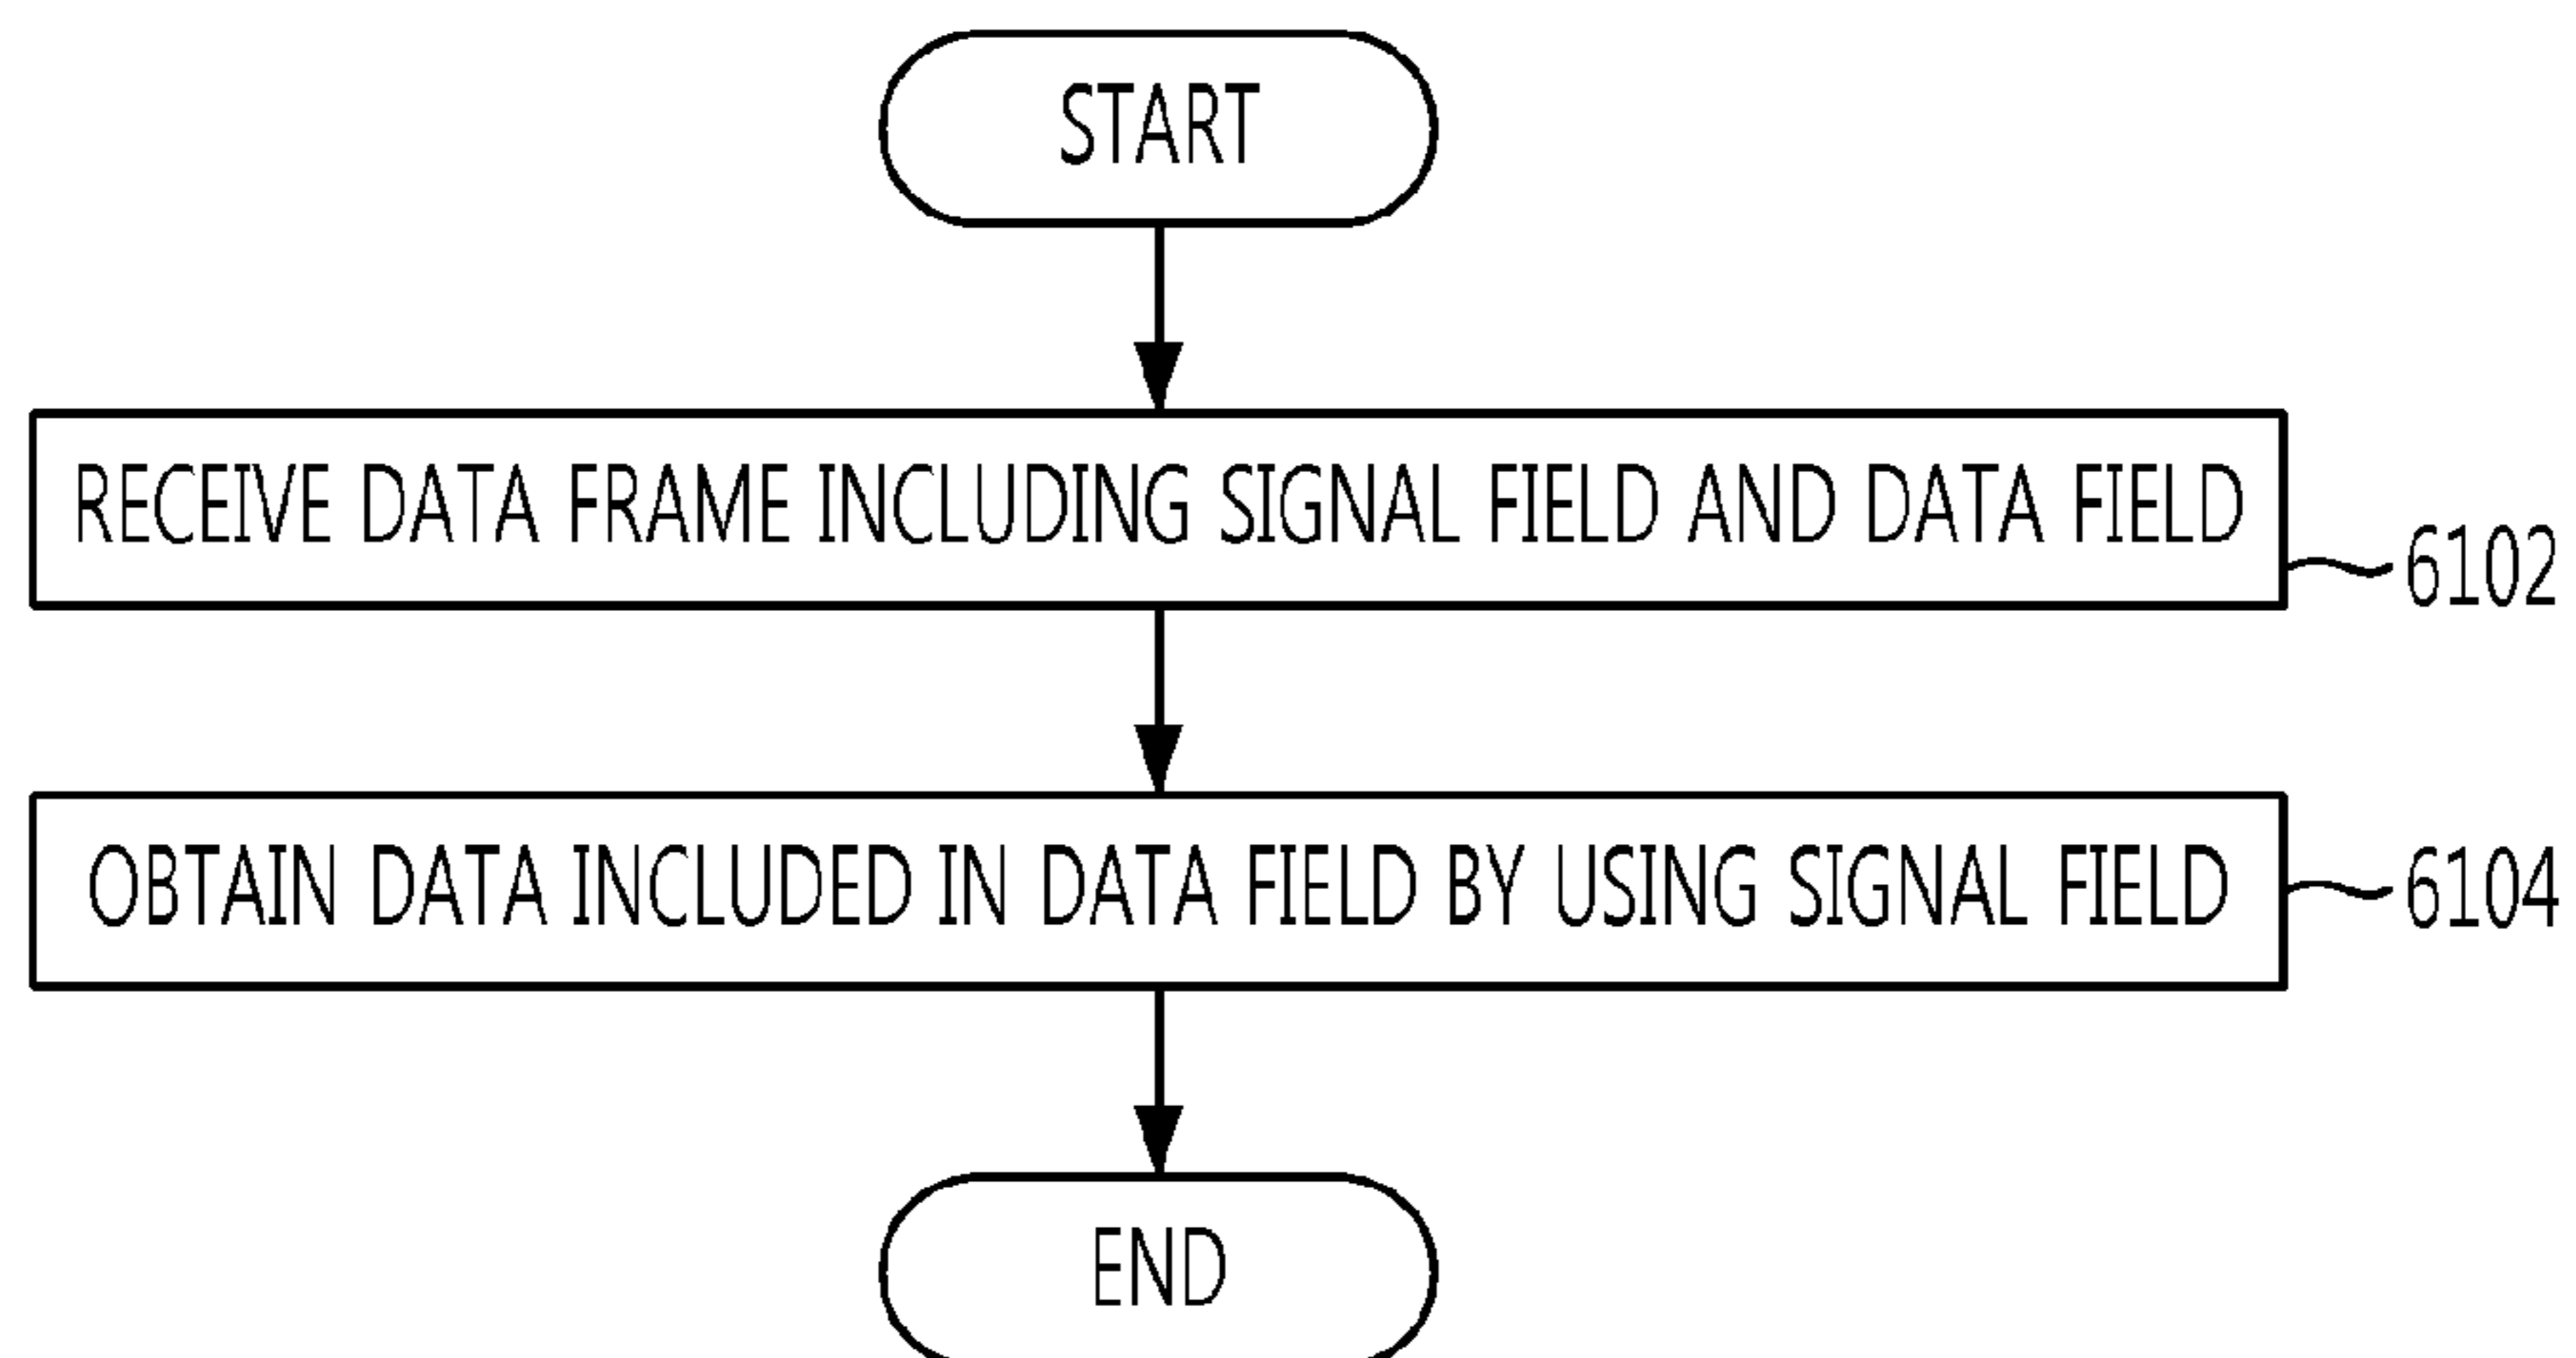 START
RECEIVE DATA FRAME INCLUDING SIGNAL FIELD AND DATA FIELD
6102
OBTAIN DATA INCLUDED IN DATA FIELD BY USING SIGNAL FIELD
6104
END